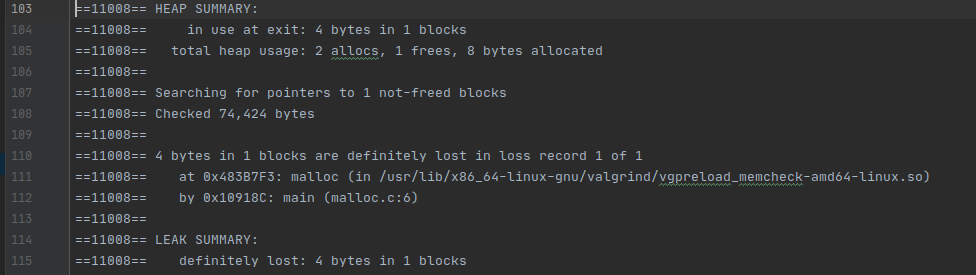 103 ==11008== HEAP SUMMARY:
104 ==11008==     in use at exit: 4 bytes in 1 blocks
105 ==11008==   total heap usage: 2 allocs, 1 frees, 8 bytes allocated
106 ==11008==
107 ==11008== Searching for pointers to 1 not-freed blocks
108 ==11008== Checked 74,424 bytes
109 ==11008==
110 ==11008== 4 bytes in 1 blocks are definitely lost in loss record 1 of 1
111 ==11008==    at 0x483B7F3: malloc (in /usr/lib/x86_64-linux-gnu/valgrind/vgpreload_memcheck-amd64-linux.so)
112 ==11008==    by 0x10918C: main (malloc.c:6)
113 ==11008==
114 ==11008== LEAK SUMMARY:
115 ==11008==    definitely lost: 4 bytes in 1 blocks